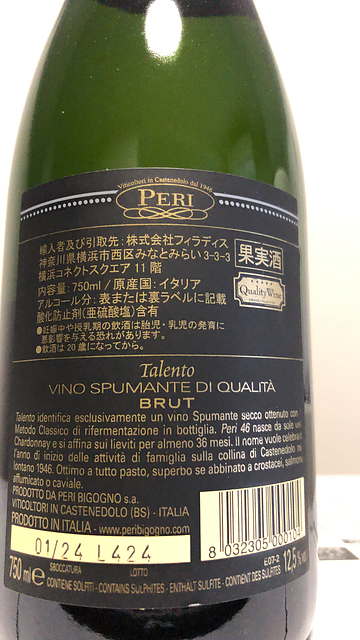 Viticoltori in Castenedolo dal 1946
PERI
輸入者及び引取先:株式会社フィラディス
神奈川県横浜市西区みなとみらい 3-3-3
横浜コネクトスクエア 11 階
内容量:750ml / 原産国:イタリア
アルコール分:表または裏ラベルに記載
酸化防止剤(亜硫酸塩)含有
●妊娠中や授乳期の飲酒は胎児・乳児の発育に
悪影響を与える恐れがあります。
●飲酒は 20 歳になってから。
果実酒
Quality Wine
Talento
VINO SPUMANTE DI QUALITÀ
BRUT
Talento identifica esclusivamente un vino Spumante secco ottenuto con
Metodo Classico di rifermentazione in bottiglia. Peri 46 nasce da sole uve
Chardonnay e si affina sui lieviti per almeno 36 mesi. Il nome vuole celebrare
l'anno di inizio delle attività di famiglia sulla collina di Castenedolo nel
lontano 1946. Ottimo a tutto pasto, superbo se abbinato a crostacei, salmone
affumicato o caviale.
PRODOTTO DA PERI BIGOGNO s.a.
VITICOLTORI IN CASTENEDOLO (BS) - ITALIA
PRODOTTO IN ITALIA - www.peribigogno.com
01/24 L424
SBOCCATURA LOTTO
8 032305 000104
750 ml e
E07-2
12,5 % vol
CONTIENE SOLFITI - CONTAINS SULPHITES - ENTHÄLT SULFITE - CONTIENT DES SULFITES